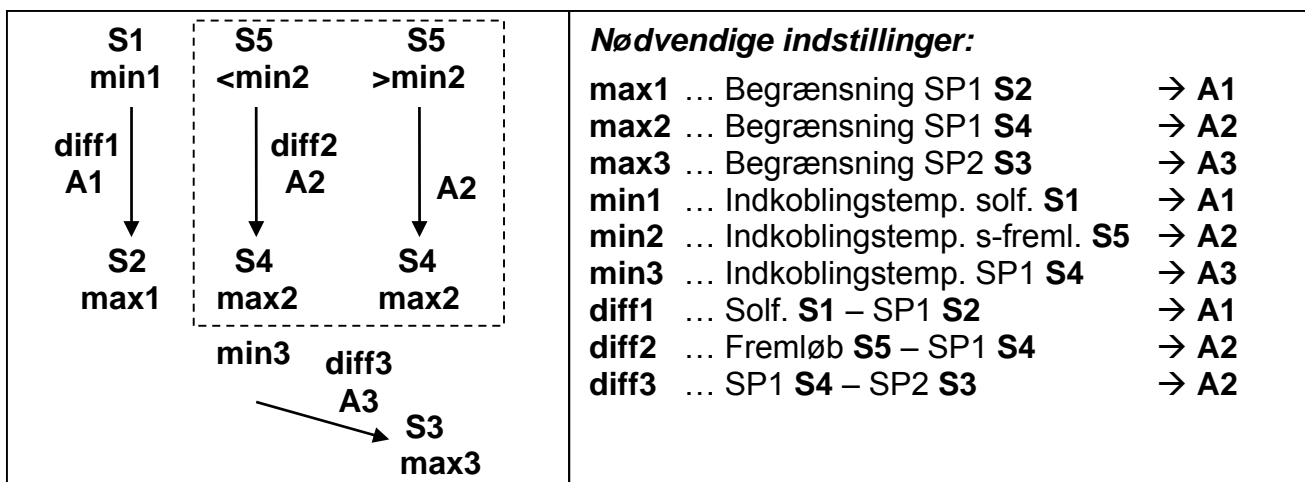 S1 S5 S5
min1 <min2 >min2
diff1 diff2
A1 A2 A2
S2 S4 S4
max1 max2 max2
min3 diff3
A3
S3
max3
Nødvendige indstillinger:
max1 … Begrænsning SP1 S2 → A1
max2 … Begrænsning SP1 S4 → A2
max3 … Begrænsning SP2 S3 → A3
min1 … Indkoblingstemp. solf. S1 → A1
min2 … Indkoblingstemp. s-freml. S5 → A2
min3 … Indkoblingstemp. SP1 S4 → A3
diff1 … Solf. S1 – SP1 S2 → A1
diff2 … Fremløb S5 – SP1 S4 → A2
diff3 … SP1 S4 – SP2 S3 → A2